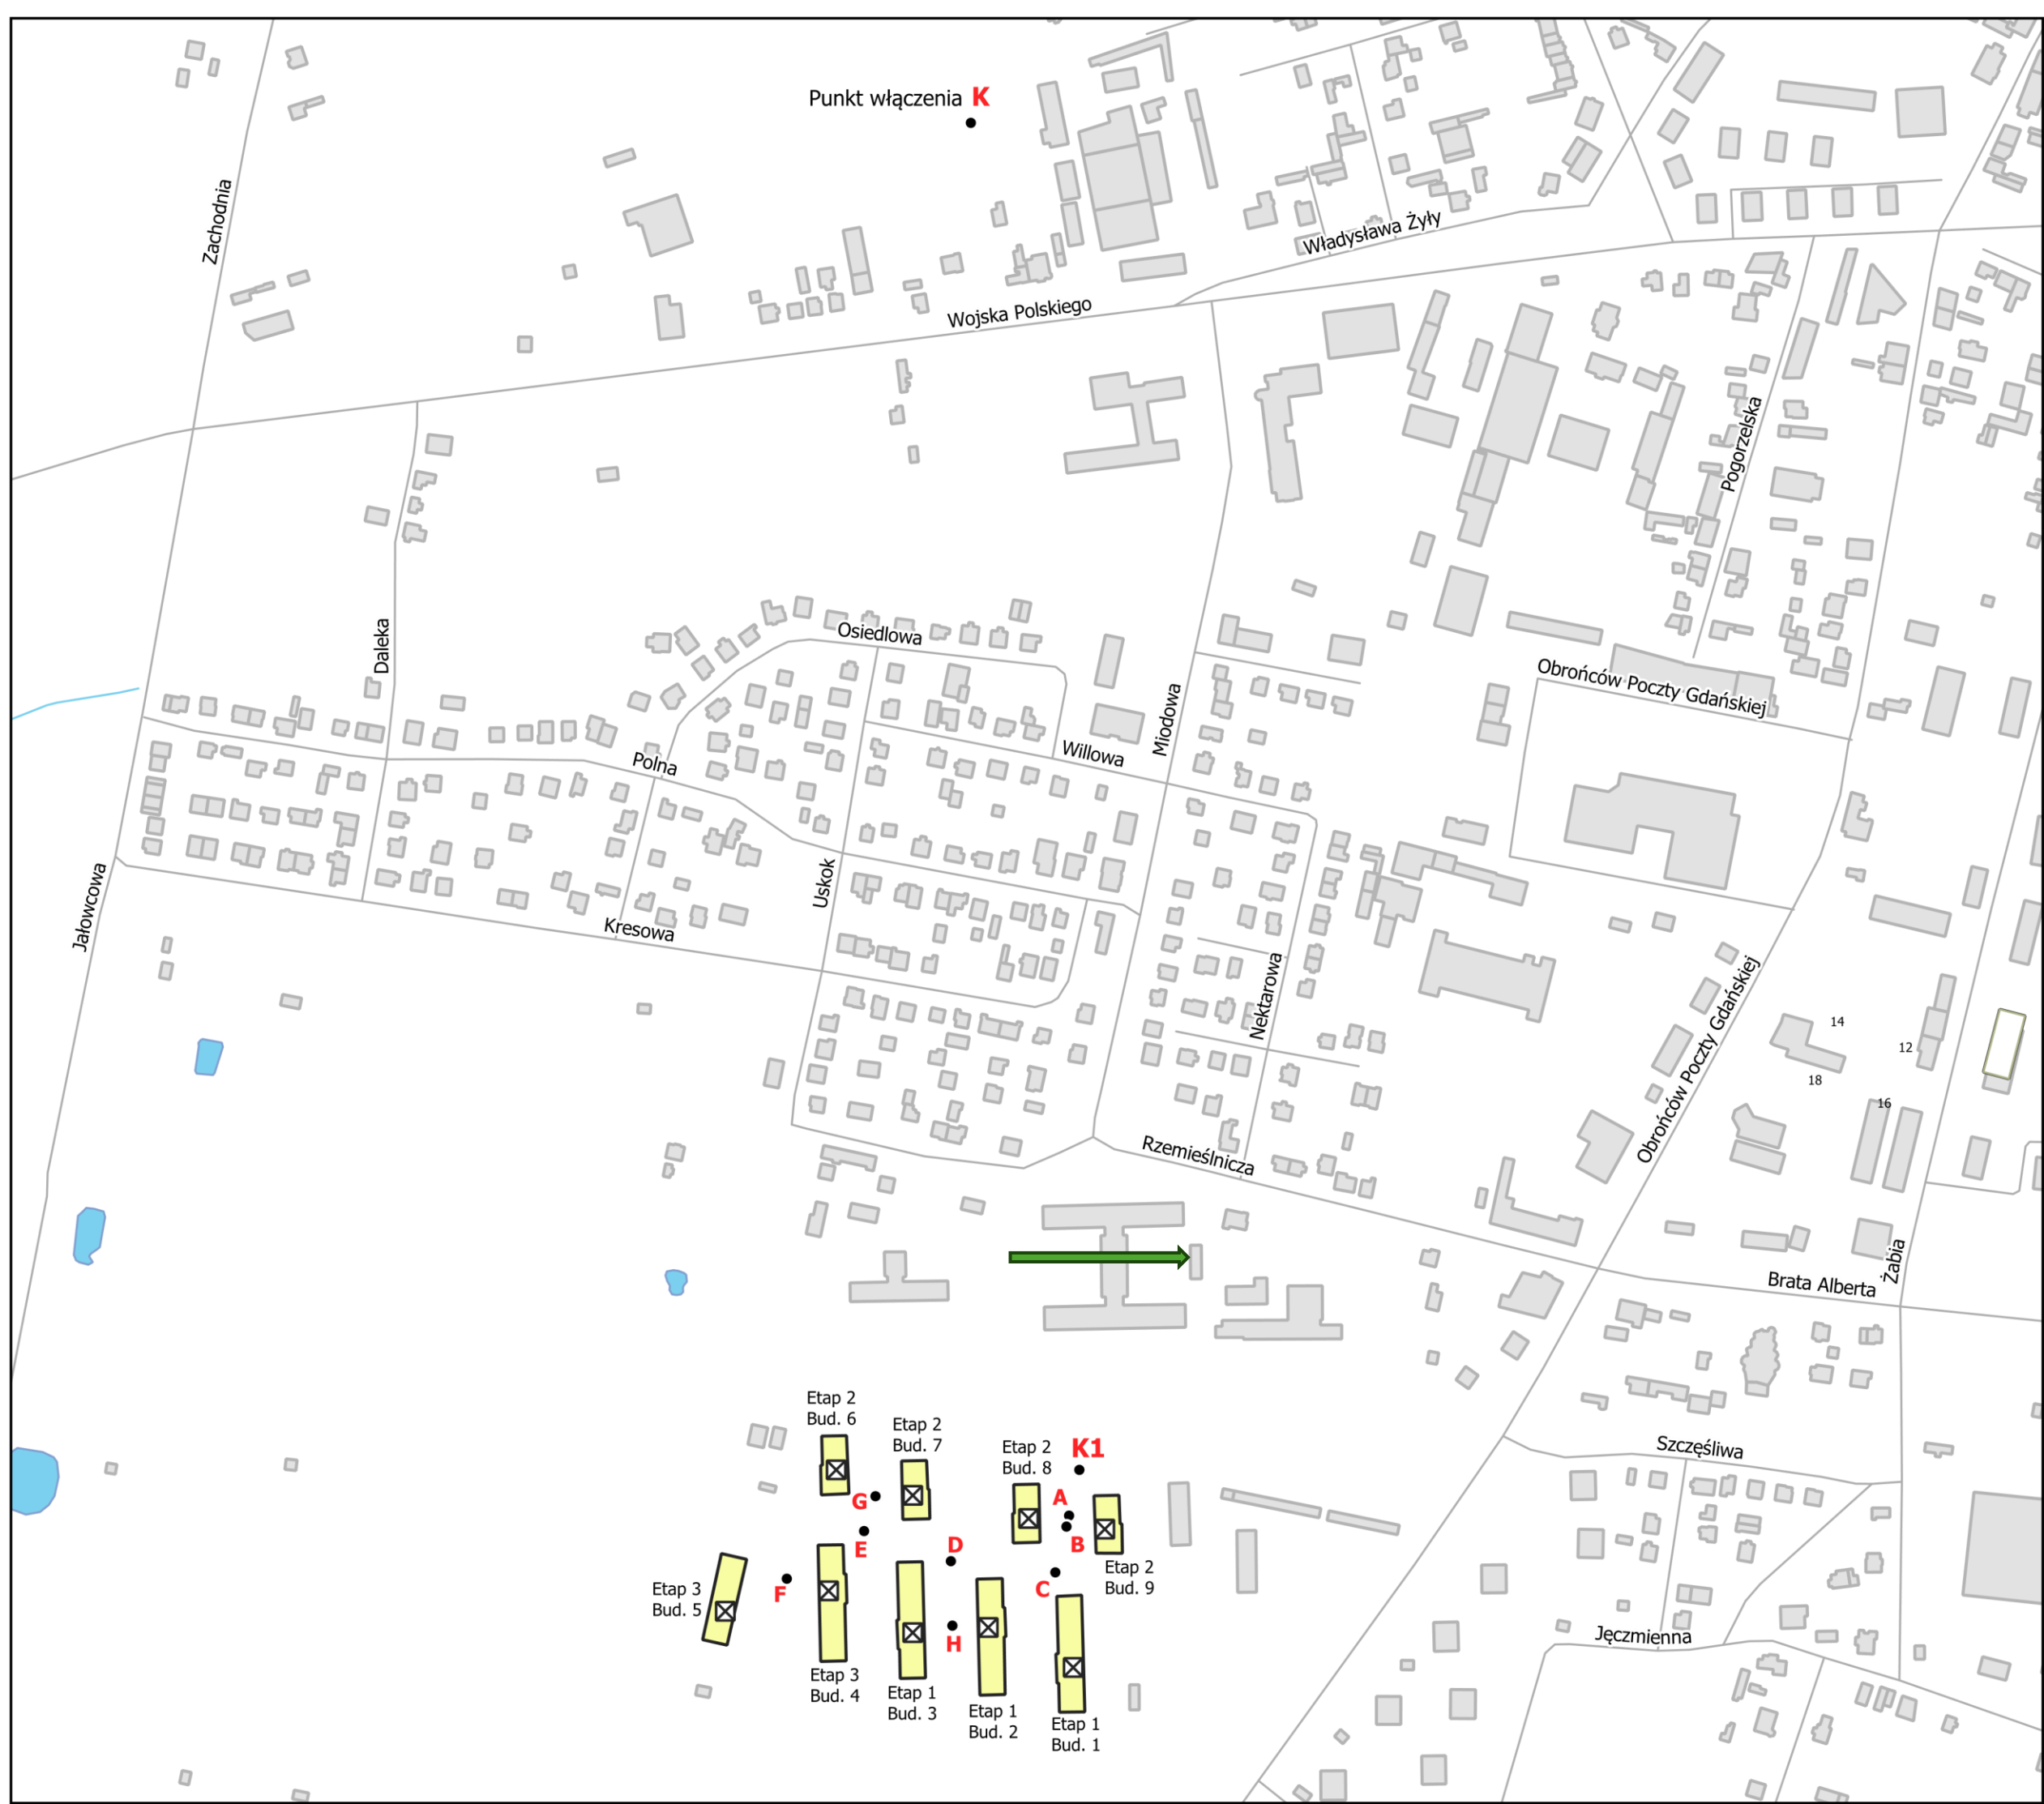 Punkt włączenia K
Zachodnia
Władysława Żyły
Wojska Polskiego
Pogorzelska
Daleka
Osiedlowa
Obrońców Poczty Gdańskiej
Miodowa
Willowa
Polna
Uskok
Jałowcowa
Kresowa
Nektarowa
Obrońców Poczty Gdańskiej
14
12
18
16
Rzemieślnicza
Żabia
Brata Alberta
Etap 2
Bud. 6
Etap 2
Bud. 7
Etap 2
Bud. 8
K1
Szczęśliwa
G
A
E
D
B
F
C
Etap 2
Bud. 9
Etap 3
Bud. 5
H
Jęczmienna
Etap 3
Bud. 4
Etap 1
Bud. 3
Etap 1
Bud. 2
Etap 1
Bud. 1